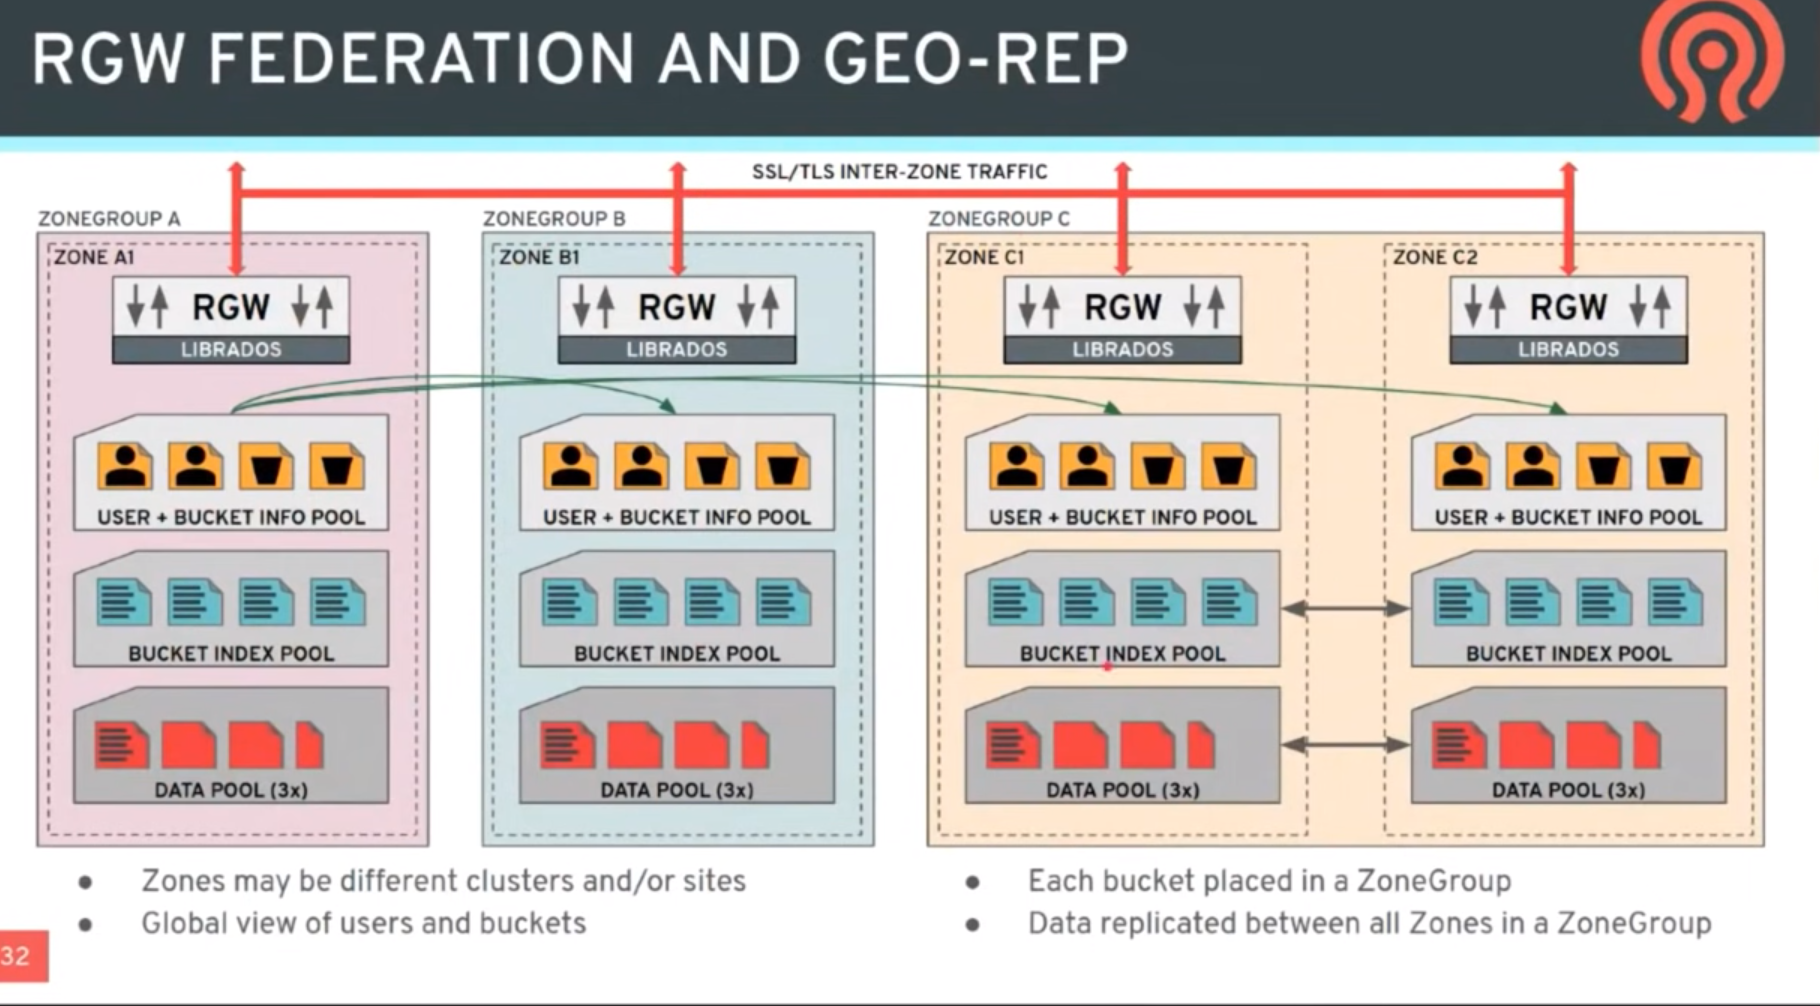 RGW FEDERATION AND GEO-REP
SSL/TLS INTER-ZONE TRAFFIC
ZONEGROUP A
ZONE A1
RGW
LIBRADOS
USER + BUCKET INFO POOL
BUCKET INDEX POOL
DATA POOL (3x)
ZONEGROUP B
ZONE B1
RGW
LIBRADOS
USER + BUCKET INFO POOL
BUCKET INDEX POOL
DATA POOL (3x)
ZONEGROUP C
ZONE C1
RGW
LIBRADOS
USER + BUCKET INFO POOL
BUCKET INDEX POOL
DATA POOL (3x)
ZONE C2
RGW
LIBRADOS
USER + BUCKET INFO POOL
BUCKET INDEX POOL
DATA POOL (3x)
● Zones may be different clusters and/or sites
● Global view of users and buckets
● Each bucket placed in a ZoneGroup
● Data replicated between all Zones in a ZoneGroup
32